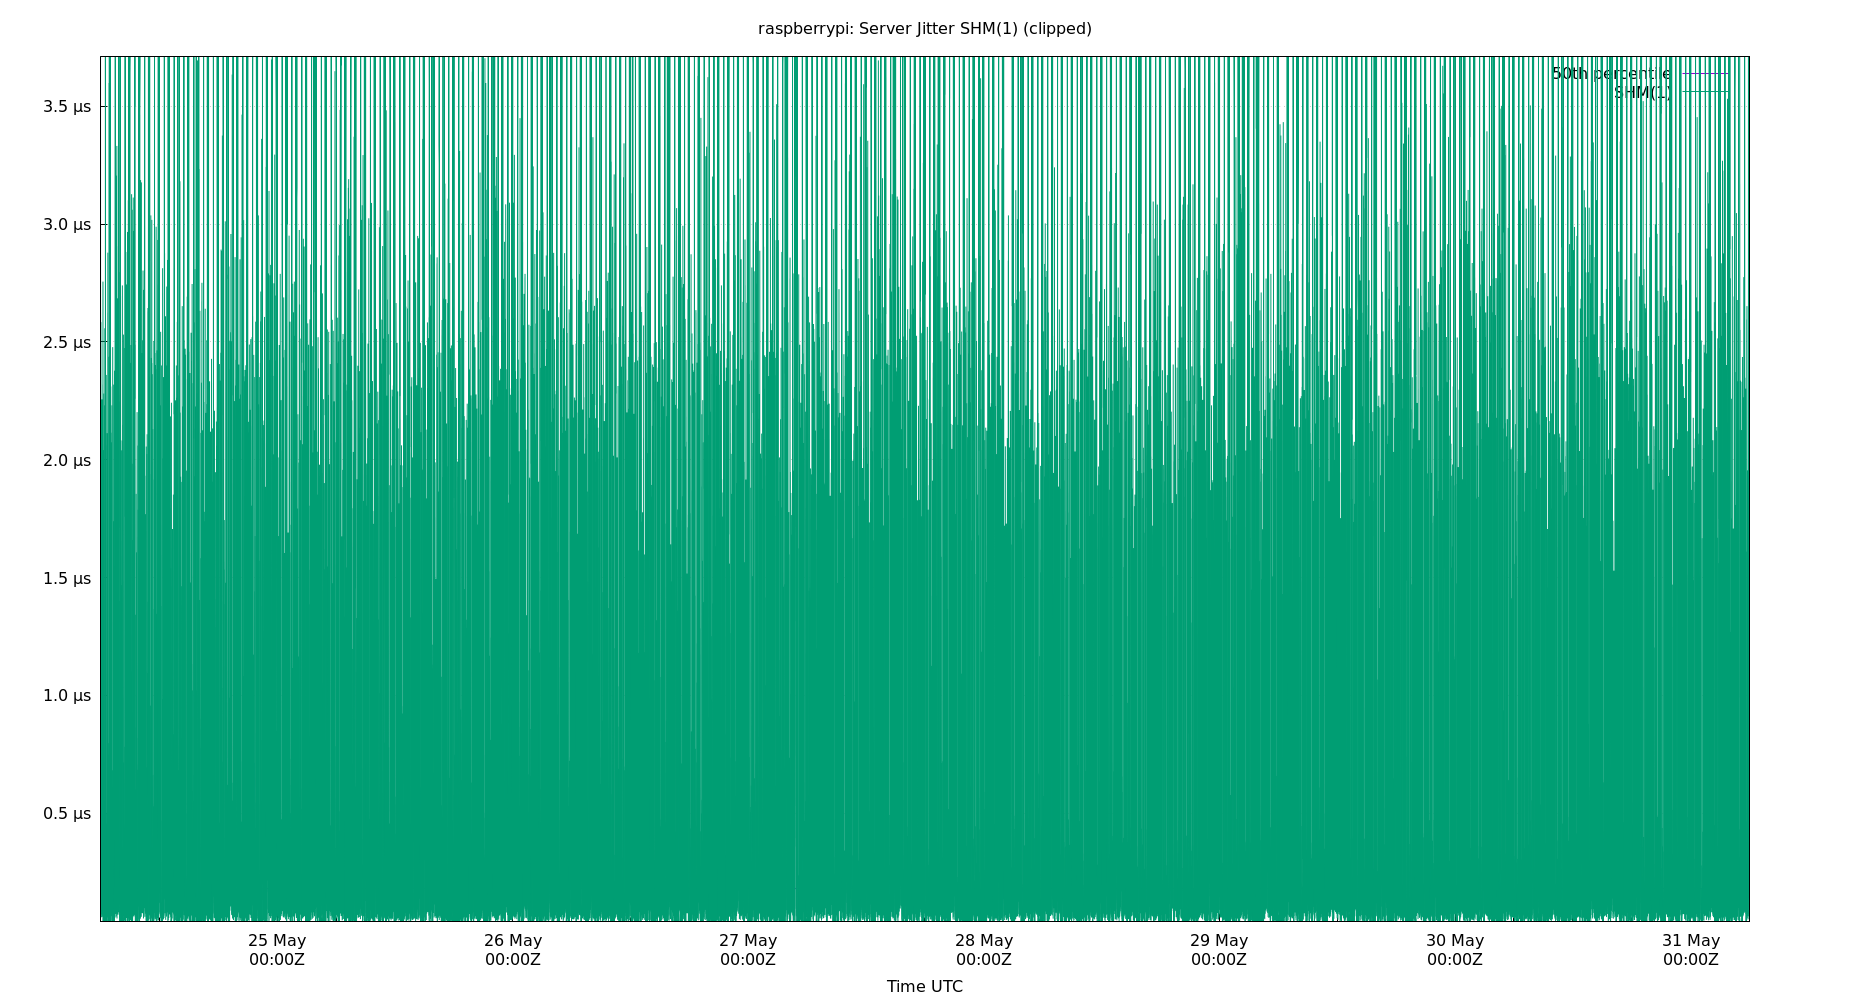 raspberrypi: Server Jitter SHM(1) (clipped)
50th percentile
SHM(1)
3.5 µs
3.0 µs
2.5 µs
2.0 µs
1.5 µs
1.0 µs
0.5 µs
25 May 26 May 27 May 28 May 29 May 30 May 31 May
00:00Z 00:00Z 00:00Z 00:00Z 00:00Z 00:00Z 00:00Z
Time UTC